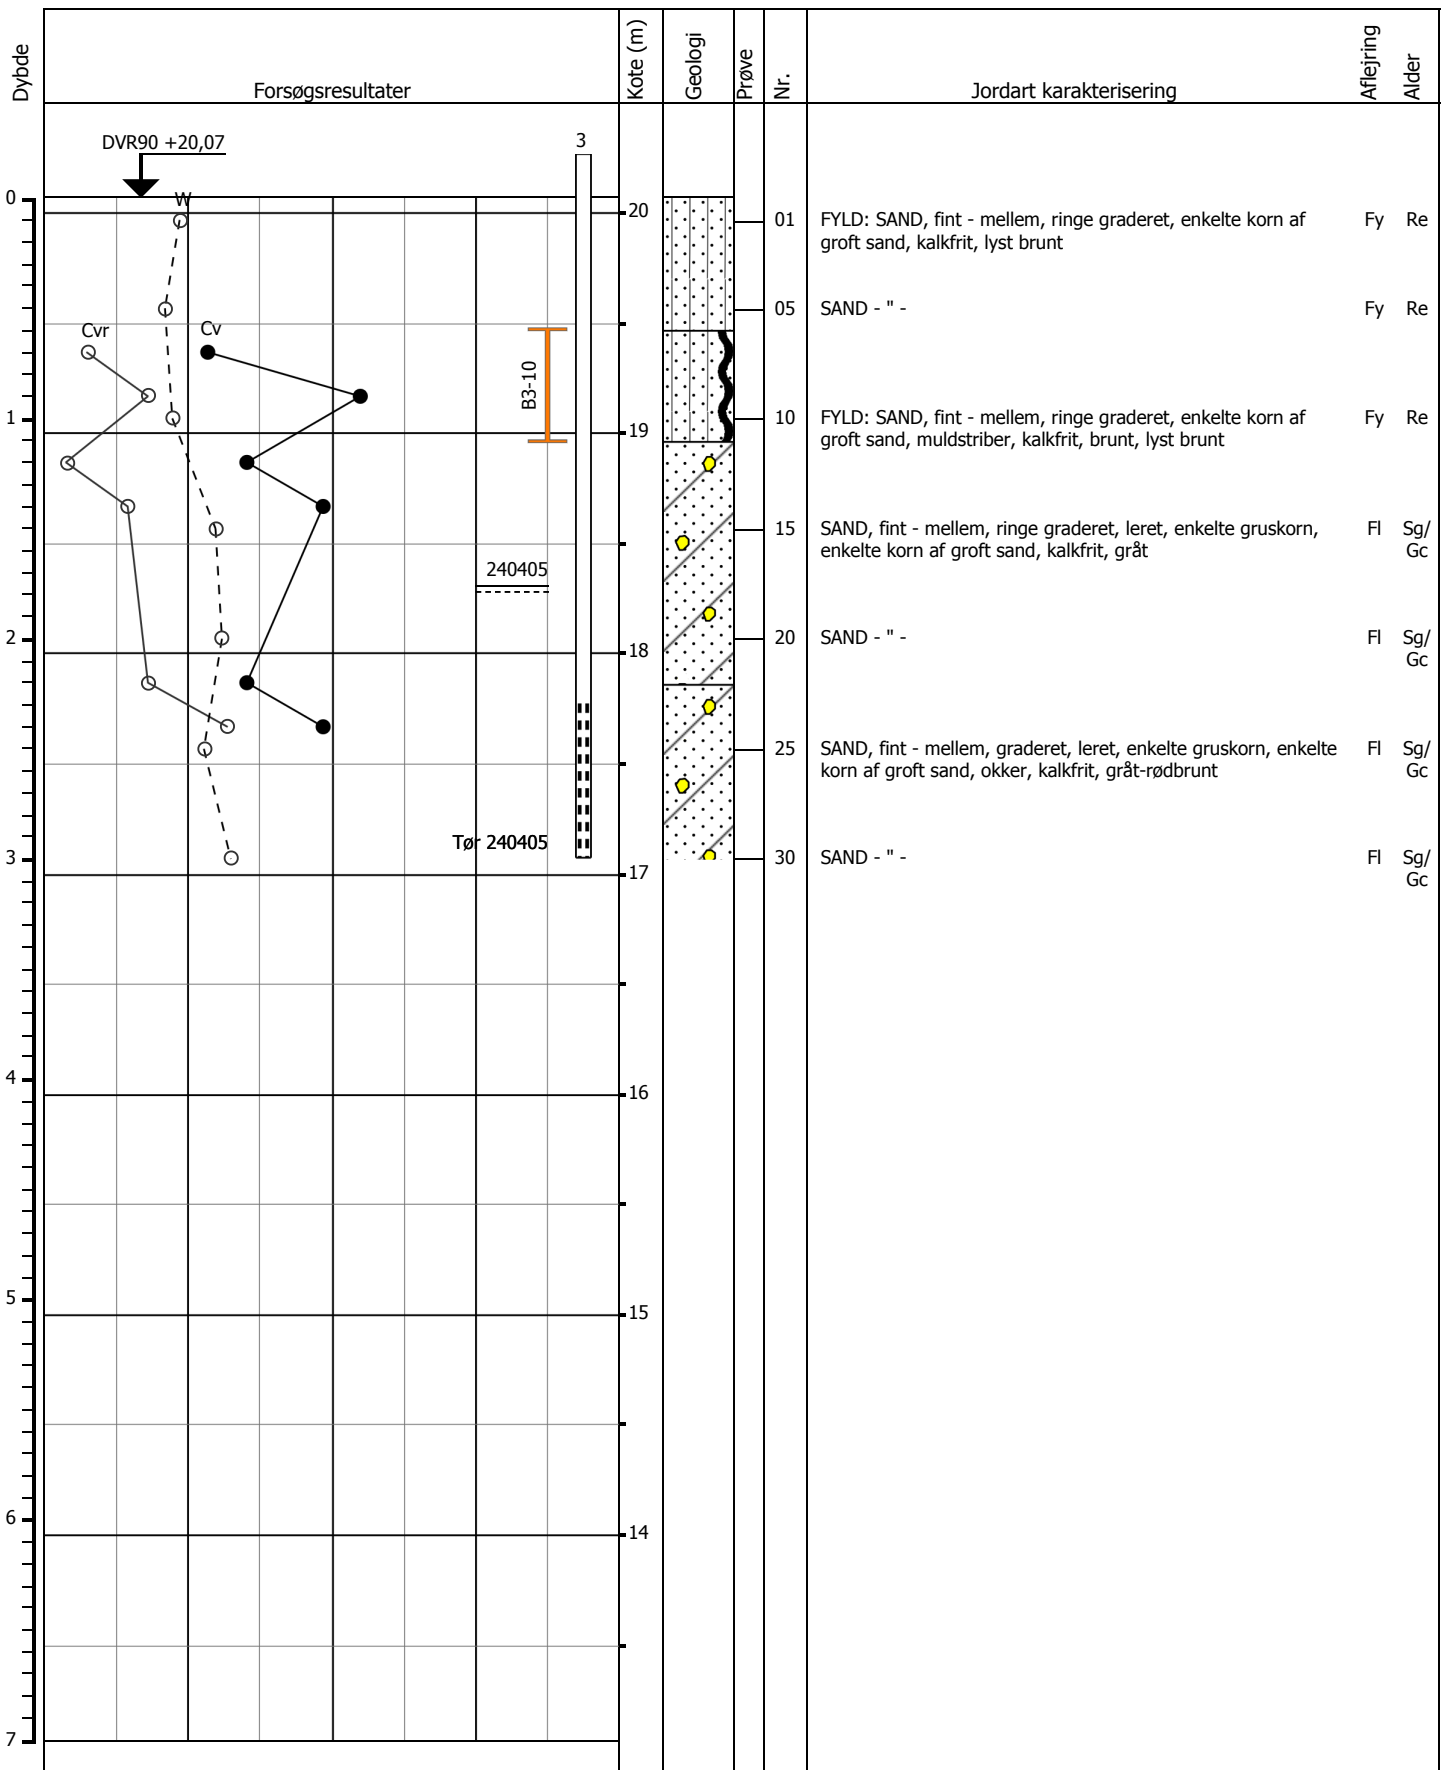 Dybde
Forsøgsresultater
Kote (m)
Geologi
Prøve
Nr.
Jordart karakterisering
Aflejring
Alder
DVR90 +20,07
3
0
W
20
01
FYLD: SAND, fint - mellem, ringe graderet, enkelte korn af
groft sand, kalkfrit, lyst brunt
Fy
Re
05
SAND - " -
Fy
Re
Cvr
Cv
B3-10
1
19
10
FYLD: SAND, fint - mellem, ringe graderet, enkelte korn af
groft sand, muldstriber, kalkfrit, brunt, lyst brunt
Fy
Re
15
SAND, fint - mellem, ringe graderet, leret, enkelte gruskorn,
enkelte korn af groft sand, kalkfrit, gråt
Fl
Sg/
Gc
240405
2
18
20
SAND - " -
Fl
Sg/
Gc
25
SAND, fint - mellem, graderet, leret, enkelte gruskorn, enkelte
korn af groft sand, okker, kalkfrit, gråt-rødbrunt
Fl
Sg/
Gc
Tør 240405
3
17
30
SAND - " -
Fl
Sg/
Gc
4
16
5
15
6
14
7